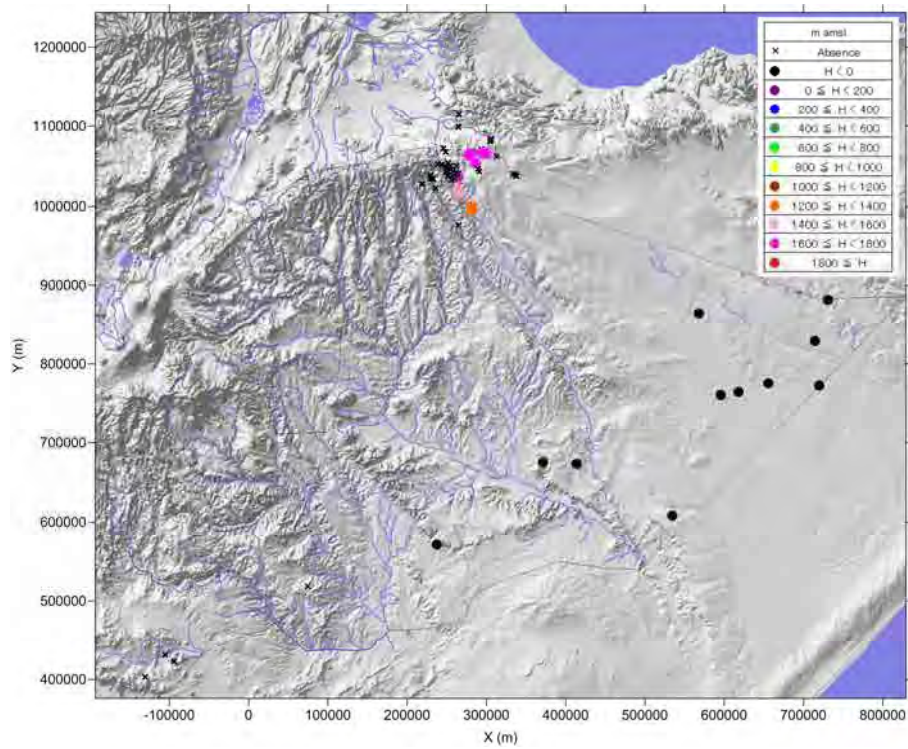 m amsl
× Absence
H < 0
0 ≦ H < 200
200 ≦ H < 400
400 ≦ H < 600
600 ≦ H < 800
800 ≦ H < 1000
1000 ≦ H < 1200
1200 ≦ H < 1400
1400 ≦ H < 1600
1600 ≦ H < 1800
1800 ≦ H
1200000
1100000
1000000
900000
800000
700000
600000
500000
400000
Y (m)
-100000 0 100000 200000 300000 400000 500000 600000 700000 800000
X (m)